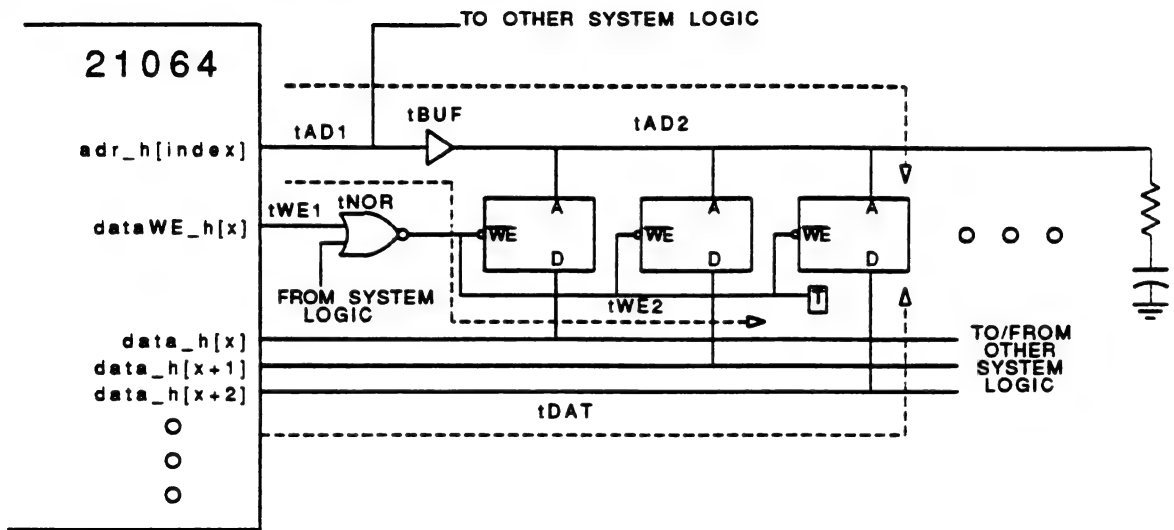 TO OTHER SYSTEM LOGIC
21064
tBUF
tAD1
tAD2
adr_h[index]
A
A
A
tWE1
tNOR
dataWE_h[x]
WE
WE
WE
D
D
D
FROM SYSTEM
LOGIC
tWE2
T
data_h[x]
data_h[x+1]
data_h[x+2]
TO/FROM
OTHER
SYSTEM
LOGIC
tDAT